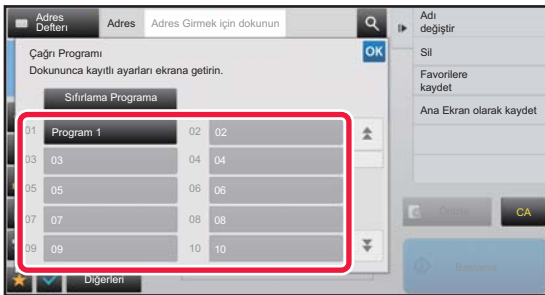 Adres
Defteri
Adres
Adres Girmek için dokunun
Çağrı Programı
OK
Dokununca kayıtlı ayarları ekrana getirin.
Sıfırlama Programa
01 Program 1
02 02
03 03
04 04
05 05
06 06
07 07
08 08
09 09
10 10
Diğerleri
Adı
değiştir
Sil
Favorilere
kaydet
Ana Ekran olarak kaydet
CA